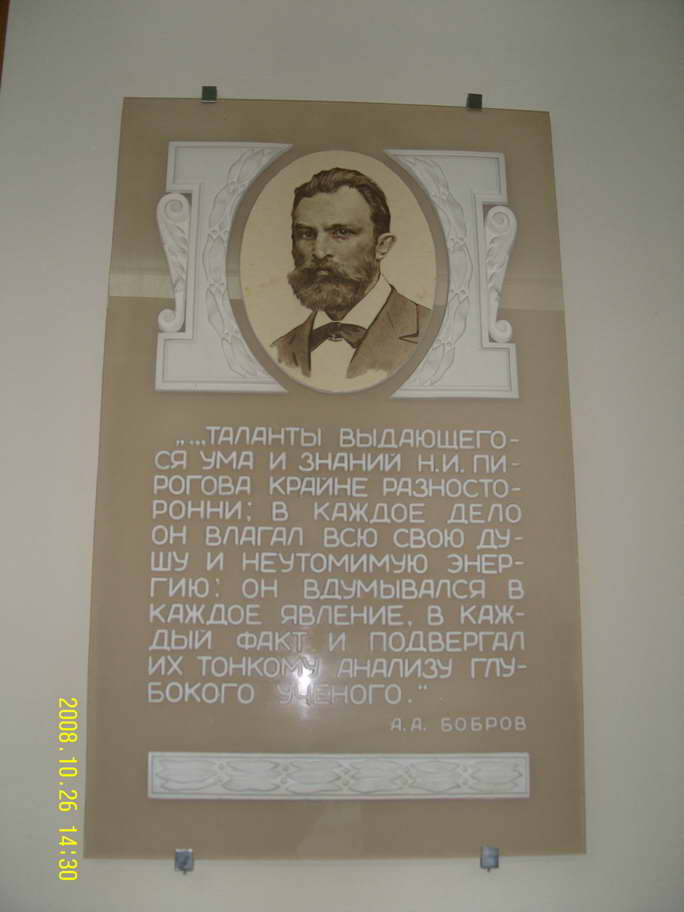 „...ТАЛАНТЫ ВЫДАЮЩЕГО-
СЯ УМА И ЗНАНИЙ Н.И. ПИ-
РОГОВА КРАЙНЕ РАЗНОСТО-
РОННИ; В КАЖДОЕ ДЕЛО
ОН ВЛАГАЛ ВСЮ СВОЮ ДУ-
ШУ И НЕУТОМИМУЮ ЭНЕР-
ГИЮ: ОН ВДУМЫВАЛСЯ В
КАЖДОЕ ЯВЛЕНИЕ, В КАЖ-
ДЫЙ ФАКТ И ПОДВЕРГАЛ
ИХ ТОНКОМУ АНАЛИЗУ ГЛУ-
БОКОГО УЧЕНОГО."
А.А. БОБРОВ
2008.10.26 14:30